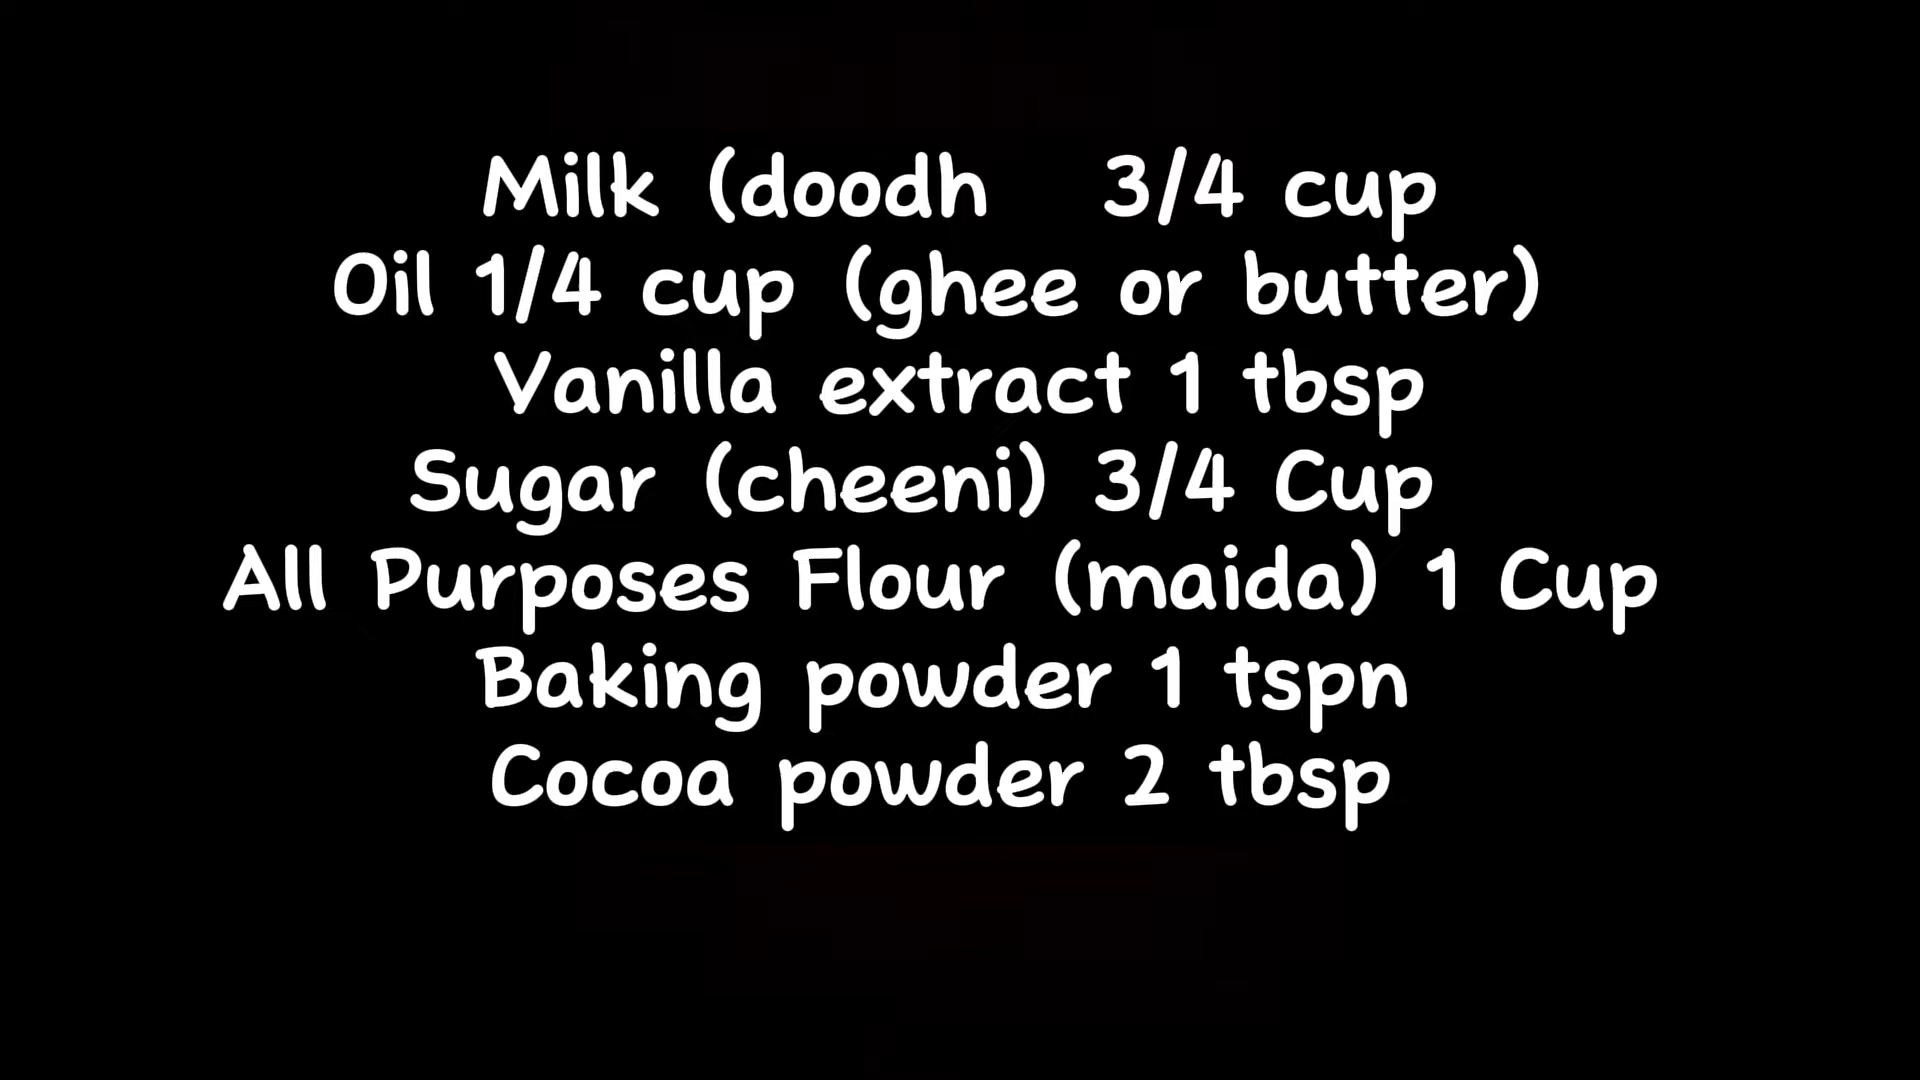 Milk (doodh 3/4 cup
Oil 1/4 cup (ghee or butter)
Vanilla extract 1 tbsp
Sugar (cheeni) 3/4 Cup
All Purposes Flour (maida) 1 Cup
Baking powder 1 tspn
Cocoa powder 2 tbsp